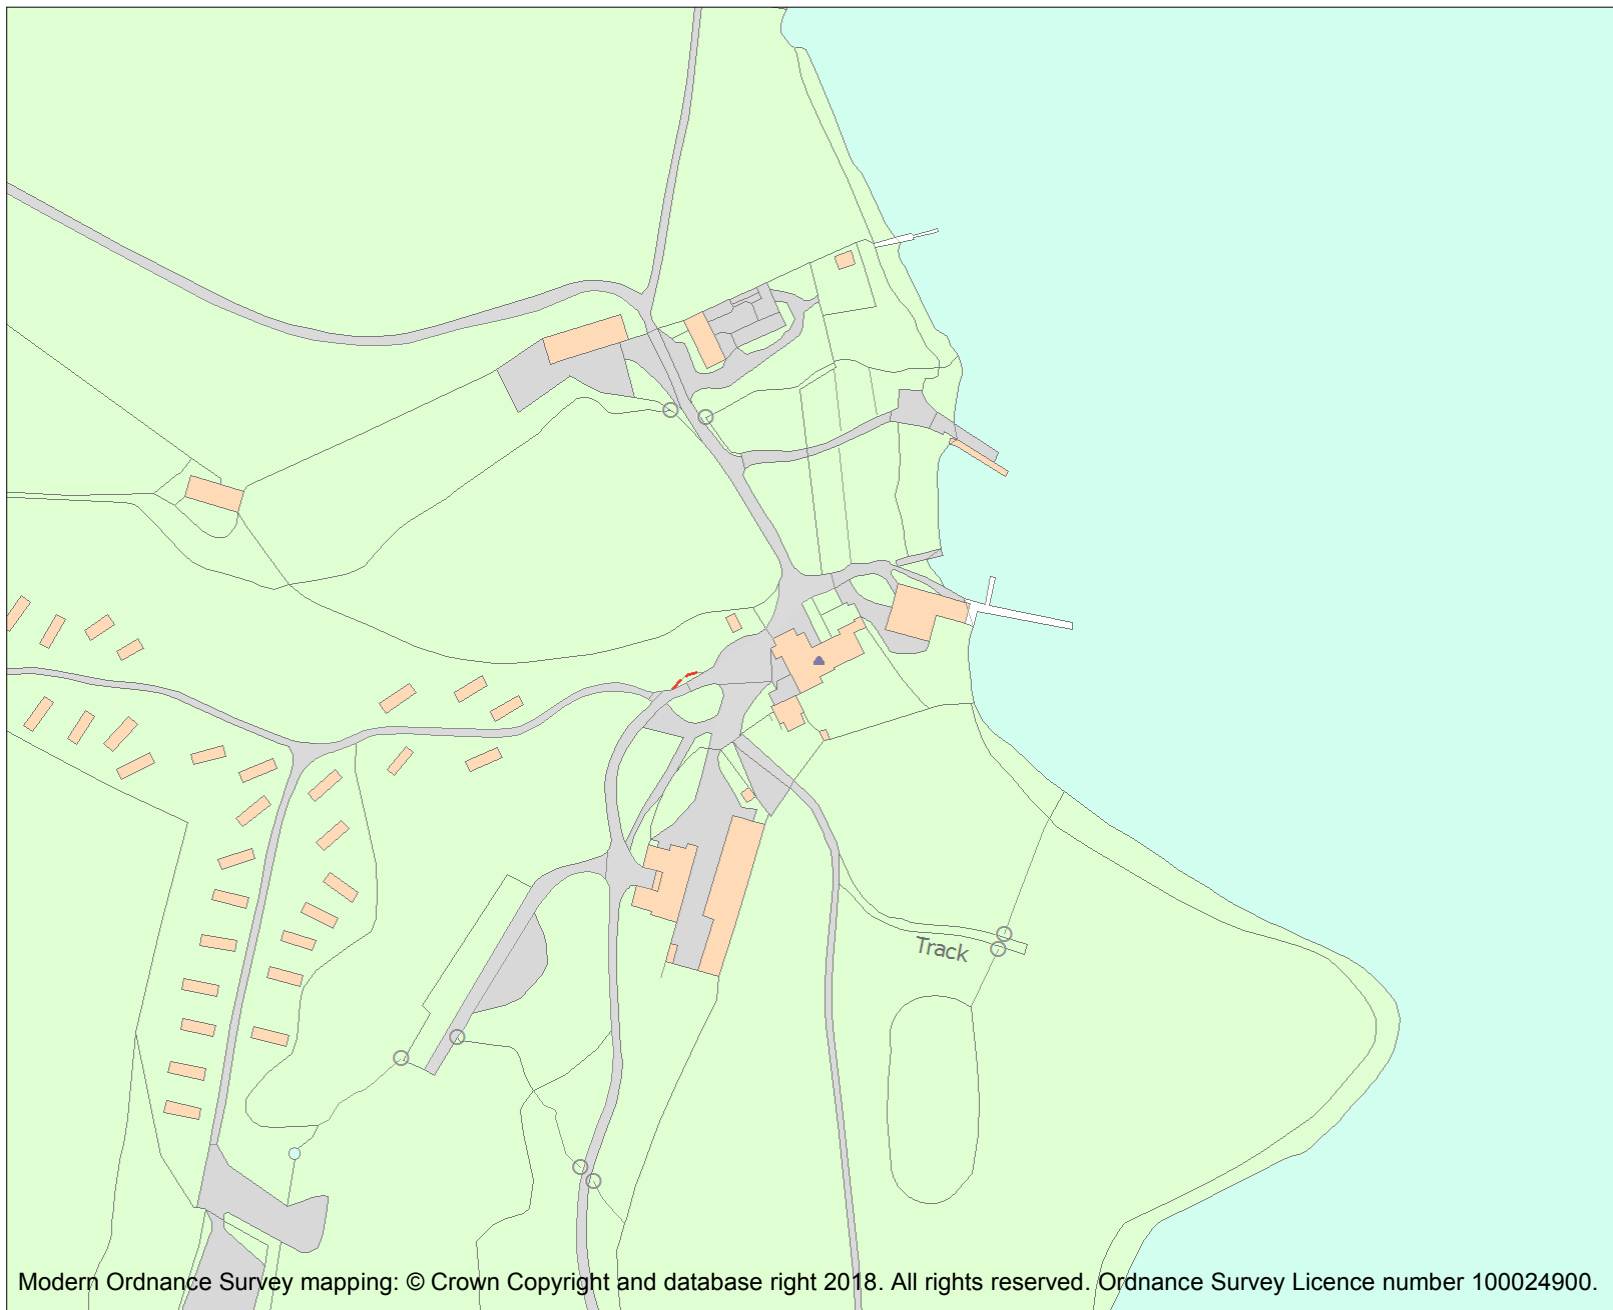 Track
Modern Ordnance Survey mapping: © Crown Copyright and database right 2018. All rights reserved. Ordnance Survey Licence number 100024900.